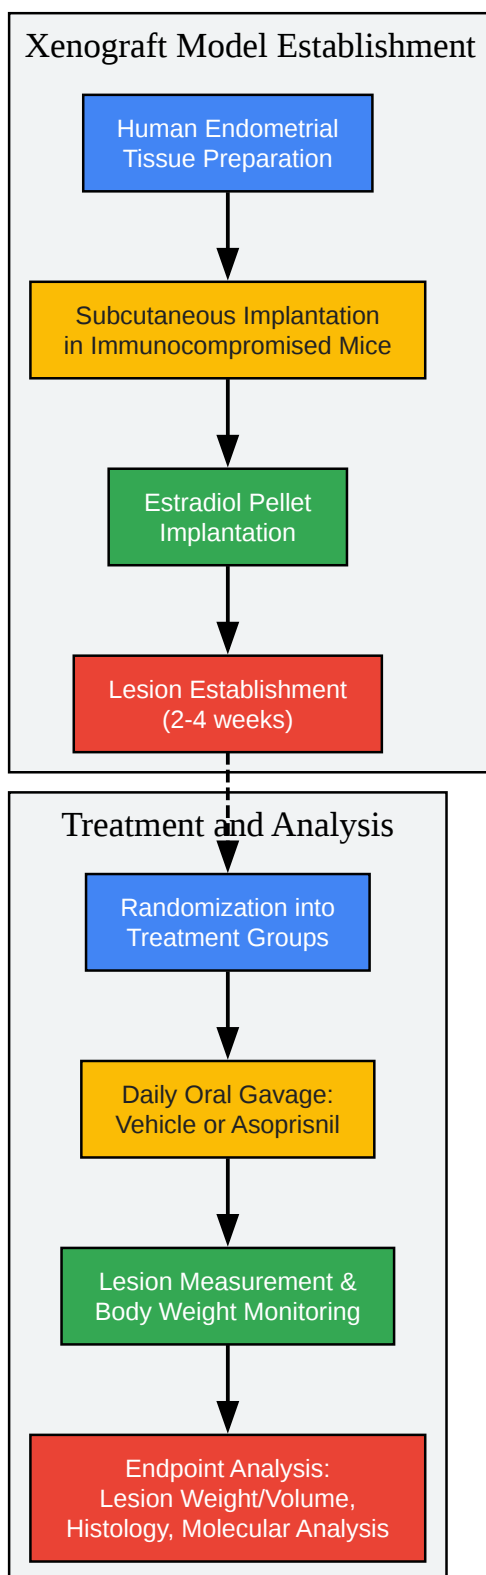 Xenograft Model Establishment
Human Endometrial
Tissue Preparation
Subcutaneous Implantation
in Immunocompromised Mice
Estradiol Pellet
Implantation
Lesion Establishment
(2-4 weeks)
Treatment and Analysis
Randomization into
Treatment Groups
Daily Oral Gavage:
Vehicle or Asoprisnil
Lesion Measurement &
Body Weight Monitoring
Endpoint Analysis:
Lesion Weight/Volume,
Histology, Molecular Analysis